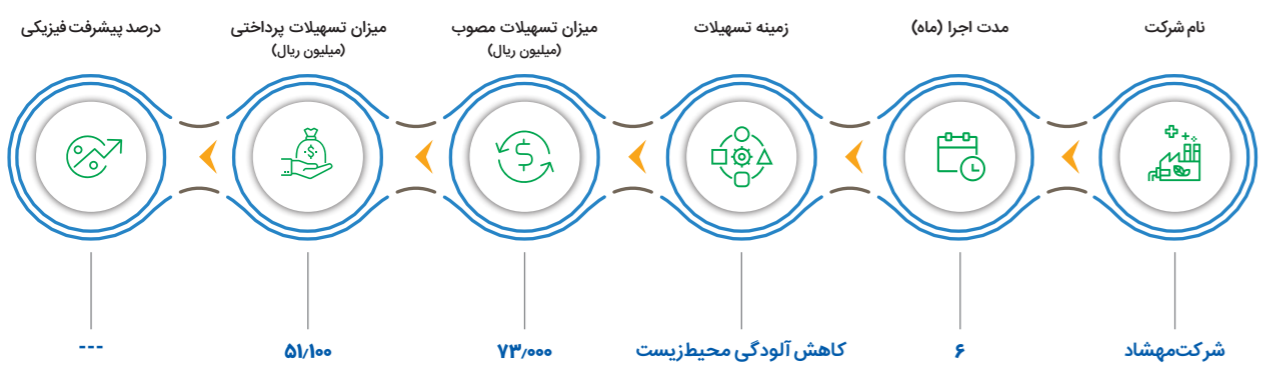 نام شرکت
مدت اجرا (ماه)
زمینه تسهیلات
میزان تسهیلات مصوب
(میلیون ریال)
میزان تسهیلات پرداختی
(میلیون ریال)
درصد پیشرفت فیزیکی
شرکت‌مهشاد
۶
کاهش آلودگی محیط‌زیست
۷۳٫۰۰۰
۵۱٫۱۰۰
---